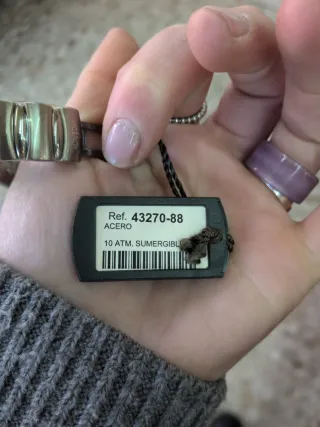 Ref. 43270-88
ACERO
10 ATM. SUMERGIBL